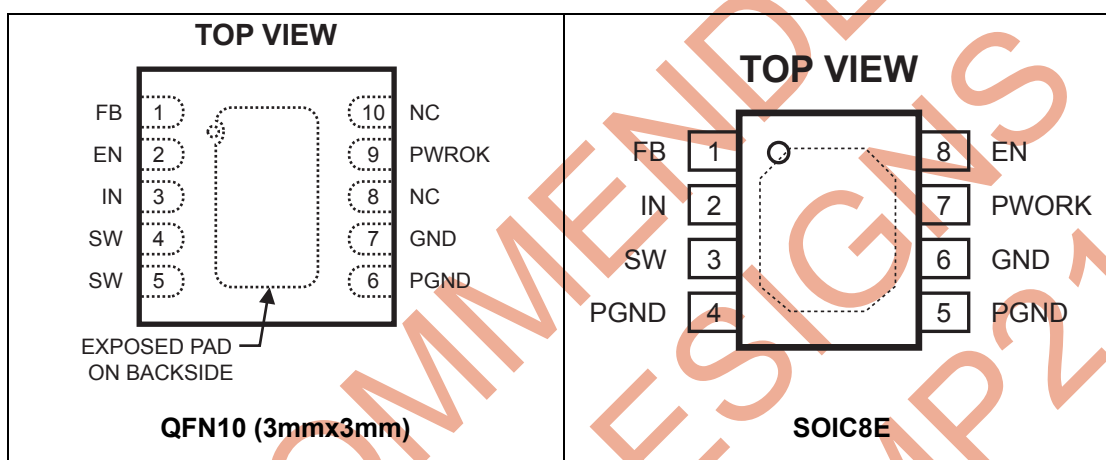 TOP VIEW
FB 1 10 NC
EN 2 9 PWROK
IN 3 8 NC
SW 4 7 GND
SW 5 6 PGND
EXPOSED PAD
ON BACKSIDE
QFN10 (3mmx3mm)
TOP VIEW
FB 1 8 EN
IN 2 7 PWORK
SW 3 6 GND
PGND 4 5 PGND
SOIC8E